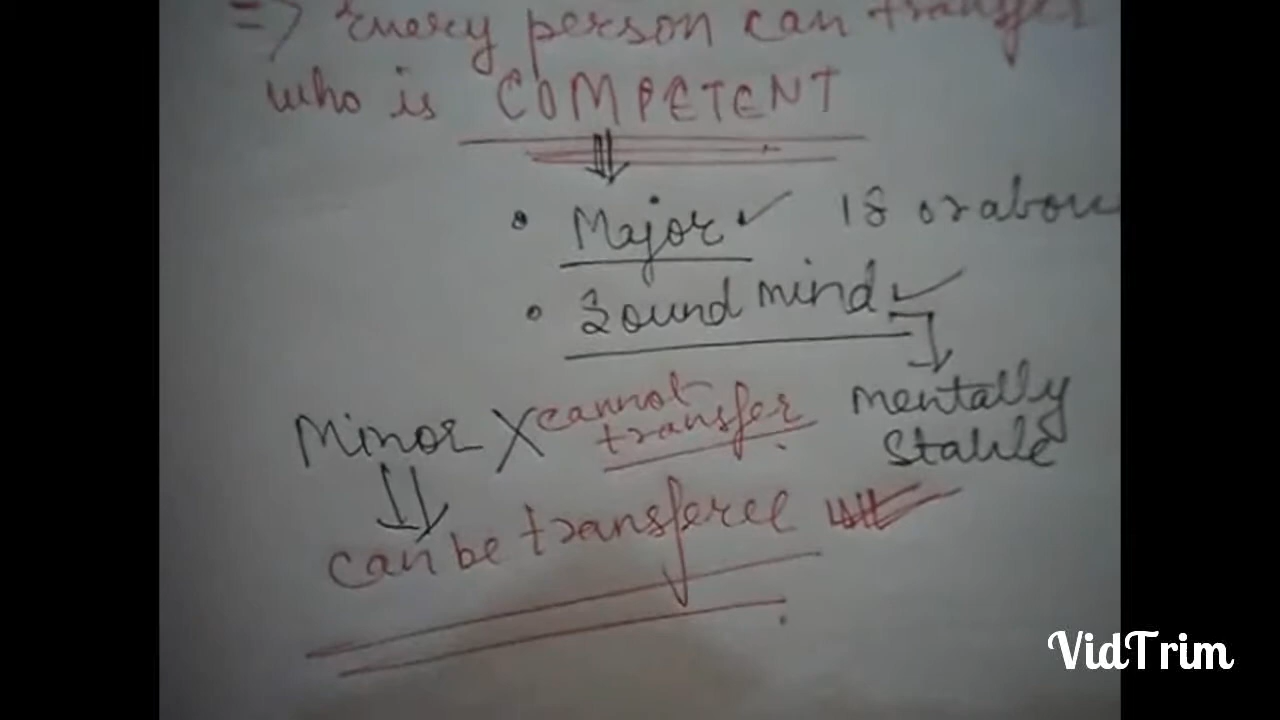 => Every person can transfer
who is COMPETENT
• Major ✓ 18 or above
• Sound mind ✓
mentally
stable
Minor X cannot
transfer
can be transferee
VidTrim